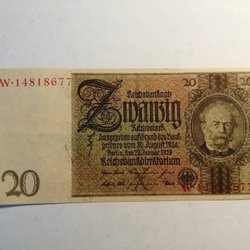 W·14818677
Reichsbanknote
20
Zwanzig
20
Reichsmark
Ausgegeben auf Grund des Bank-
gesetzes vom 30. August 1924
Berlin, den 22. Januar 1929
Reichsbankdirektorium
20